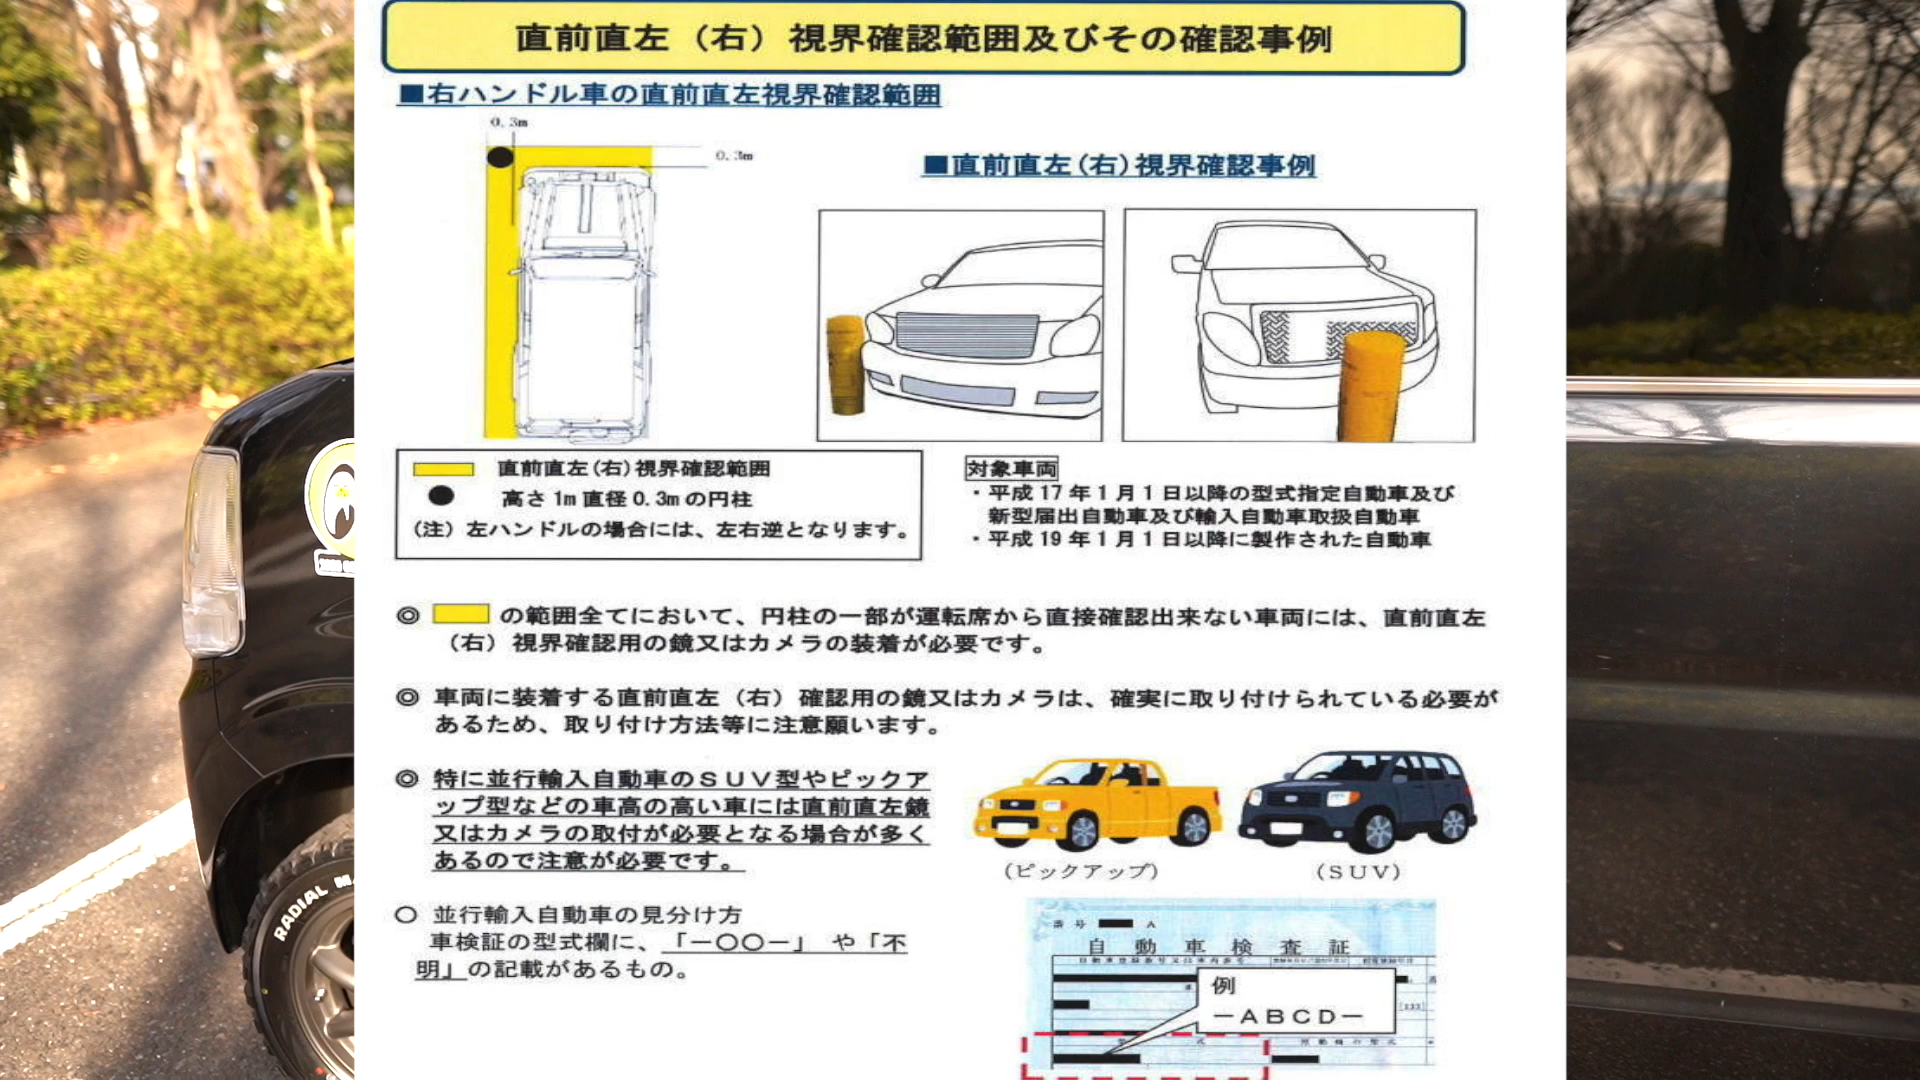 直前直左（右）視界確認範囲及びその確認事例
■右ハンドル車の直前直左視界確認範囲
0.3m
0.3m
■直前直左(右)視界確認事例
直前直左(右)視界確認範囲
高さ1m直径0.3mの円柱
(注) 左ハンドルの場合には、左右逆となります。
対象車両
・平成17年1月1日以降の型式指定自動車及び
新型届出自動車及び輸入自動車取扱自動車
・平成19年1月1日以降に製作された自動車
◎ の範囲全てにおいて、円柱の一部が運転席から直接確認出来ない車両には、直前直左
（右）視界確認用の鏡又はカメラの装着が必要です。
◎ 車両に装着する直前直左（右）確認用の鏡又はカメラは、確実に取り付けられている必要が
あるため、取り付け方法等に注意願います。
◎ 特に並行輸入自動車のＳＵＶ型やピックア
ップ型などの車高の高い車には直前直左鏡
又はカメラの取付が必要となる場合が多く
あるので注意が必要です。
（ピックアップ）
（ＳＵＶ）
○ 並行輸入自動車の見分け方
車検証の型式欄に、「－○○－」 や「不
明」の記載があるもの。
番号 A
自動車検査証
例
－ＡＢＣＤ－
型 式
原動機の型式
RADIAL